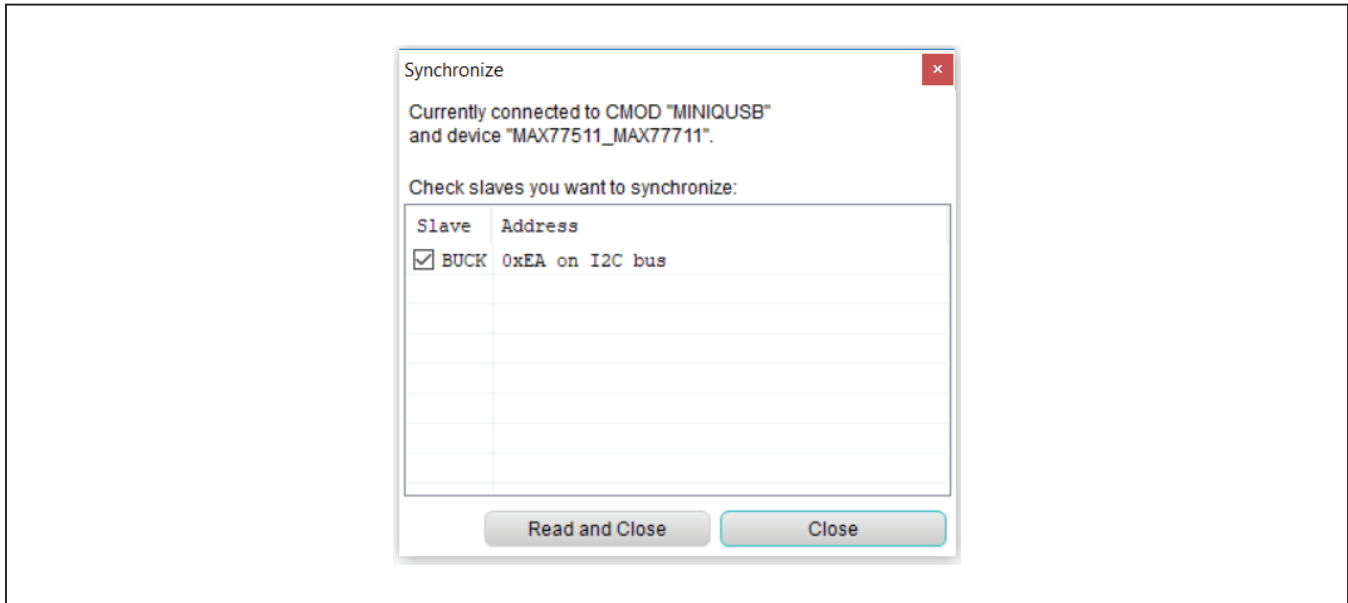 Synchronize
Currently connected to CMOD "MINIQUSB"
and device "MAX77511_MAX77711".
Check slaves you want to synchronize:
Slave Address
BUCK 0xEA on I2C bus
Read and Close Close